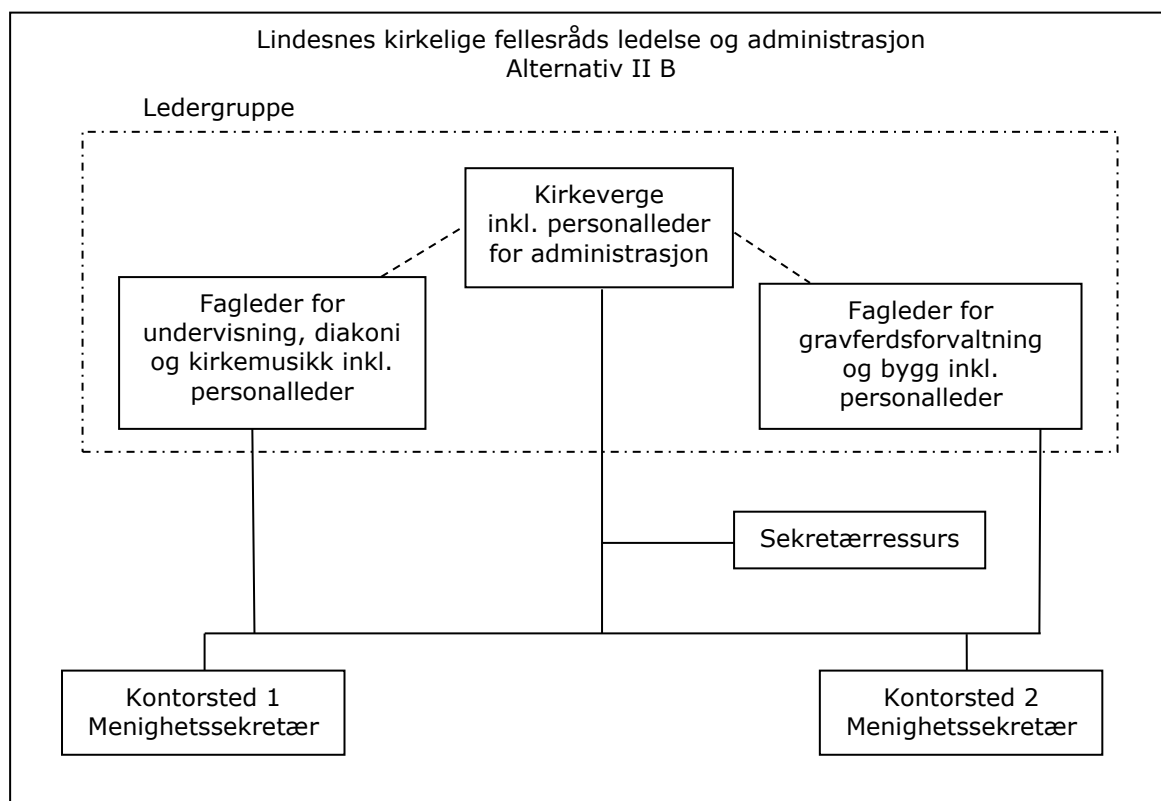 Lindesnes kirkelige fellesråds ledelse og administrasjon
Alternativ II B
Ledergruppe
Kirkeverge
inkl. personalleder
for administrasjon
Fagleder for
undervisning, diakoni
og kirkemusikk inkl.
personalleder
Fagleder for
gravferdsforvaltning
og bygg inkl.
personalleder
Sekretærressurs
Kontorsted 1
Menighetssekretær
Kontorsted 2
Menighetssekretær